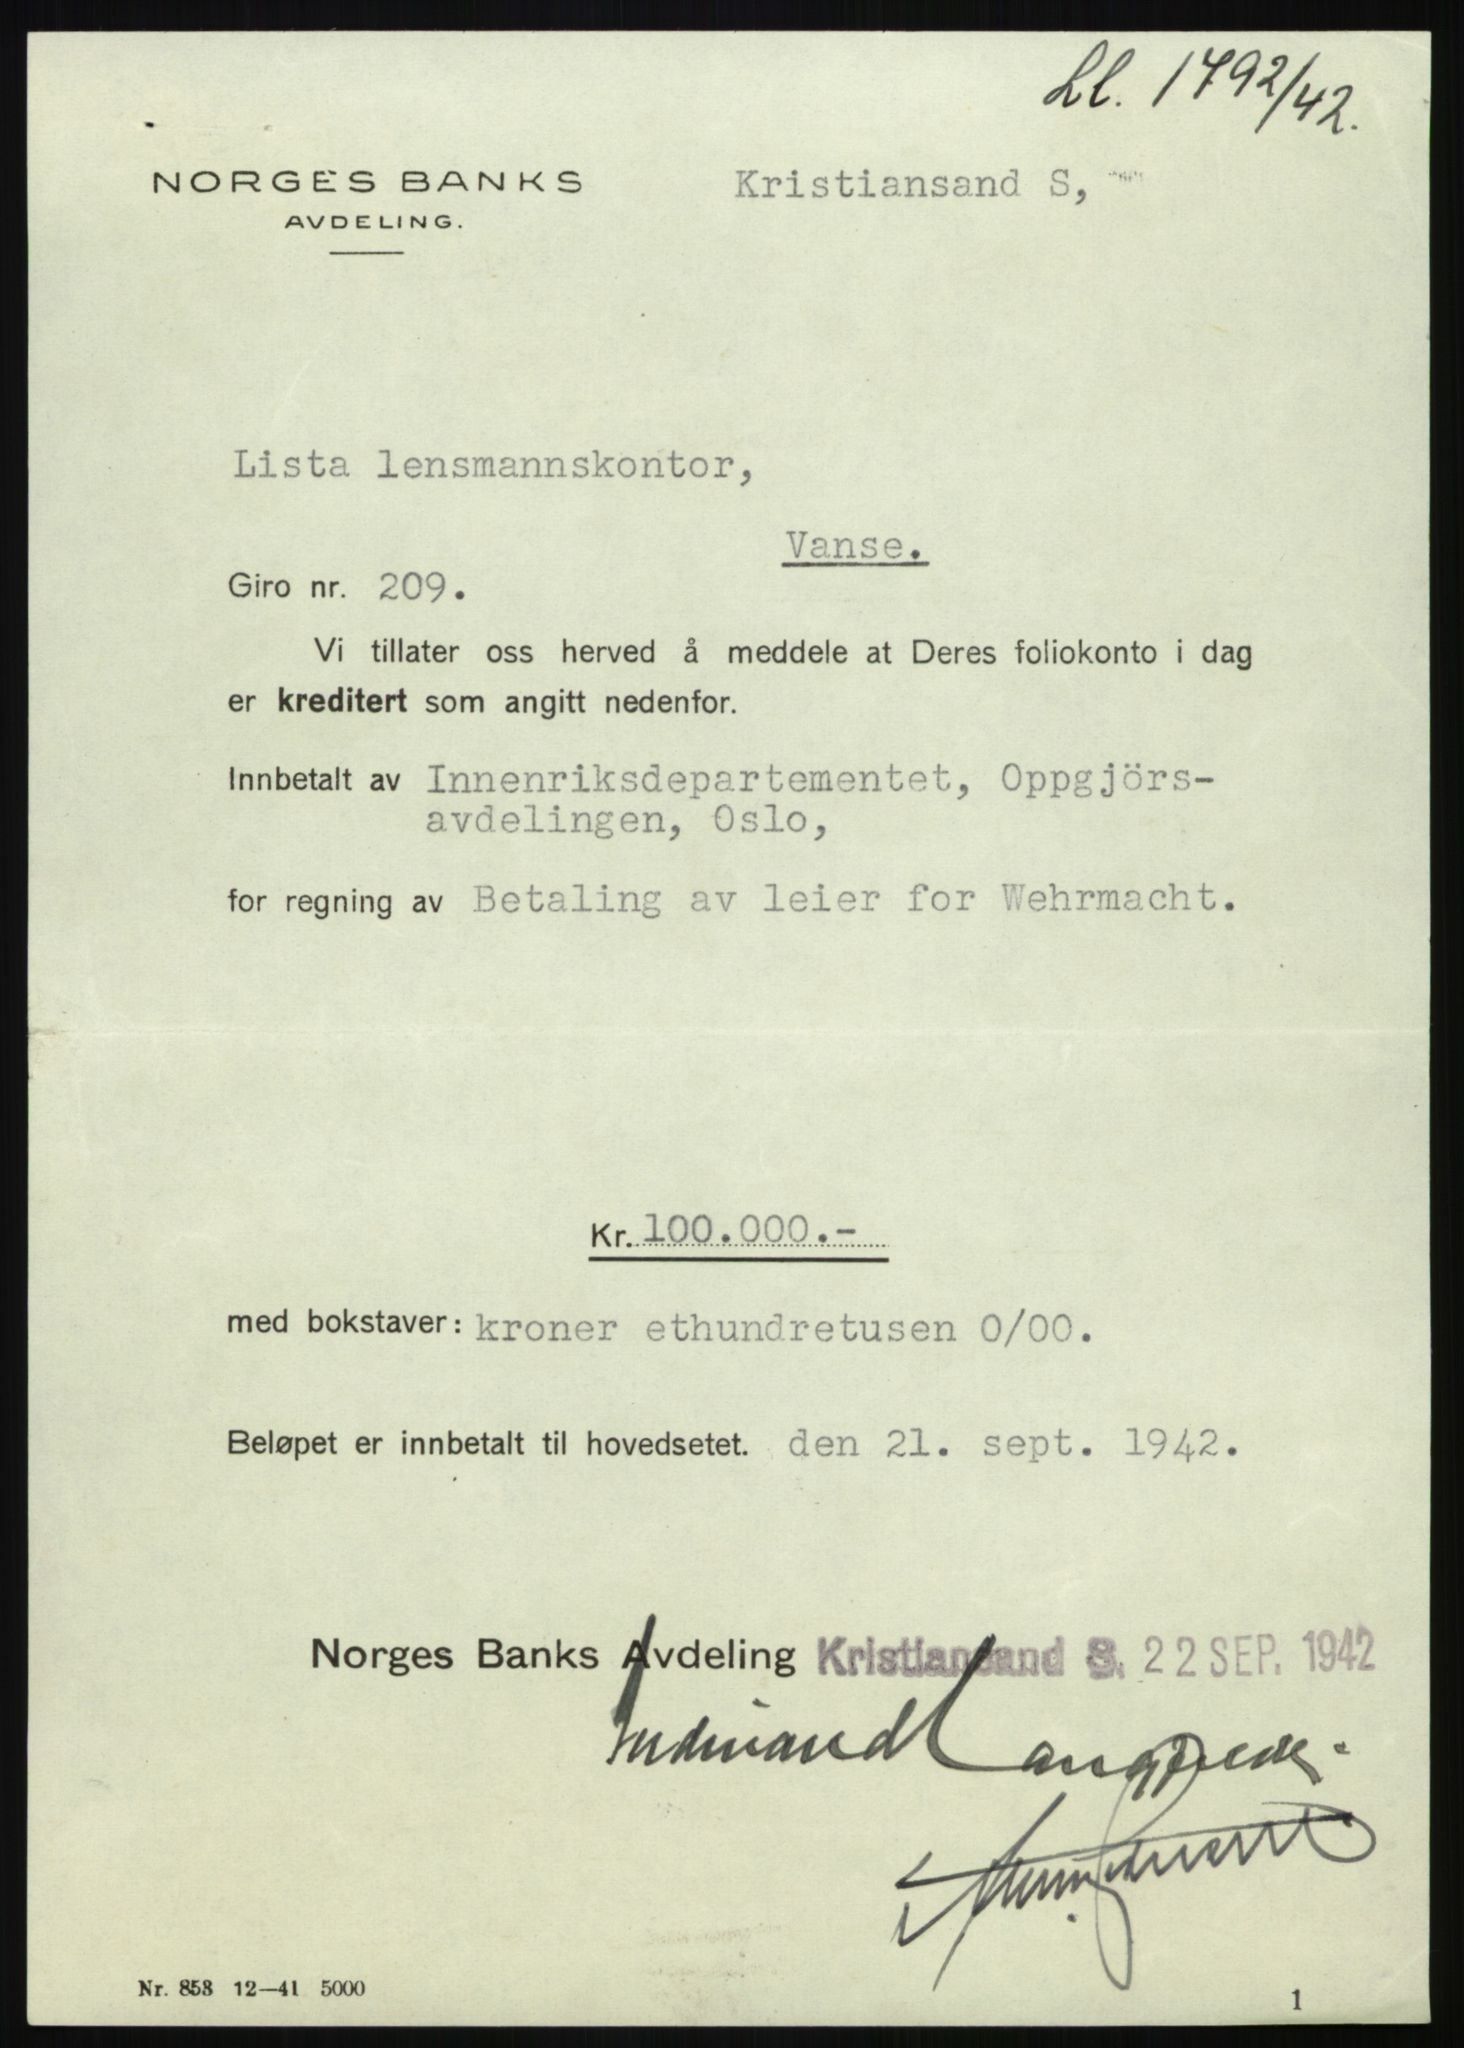 Ll. 1792/42.
NORGES BANKS
AVDELING.
Kristiansand S,
Lista lensmannskontor,
Vanse.
Giro nr. 209.
Vi tillater oss herved å meddele at Deres foliokonto i dag
er kreditert som angitt nedenfor.
Innbetalt av Innenriksdepartementet, Oppgjörs-
avdelingen, Oslo,
for regning av Betaling av leier for Wehrmacht.
Kr. 100.000.-
med bokstaver: kroner ethundretusen 0/00.
Beløpet er innbetalt til hovedsetet. den 21. sept. 1942.
Norges Banks Avdeling Kristiansand S. 22 SEP. 1942
Ferdinand
Nr. 858 12—41 5000
1